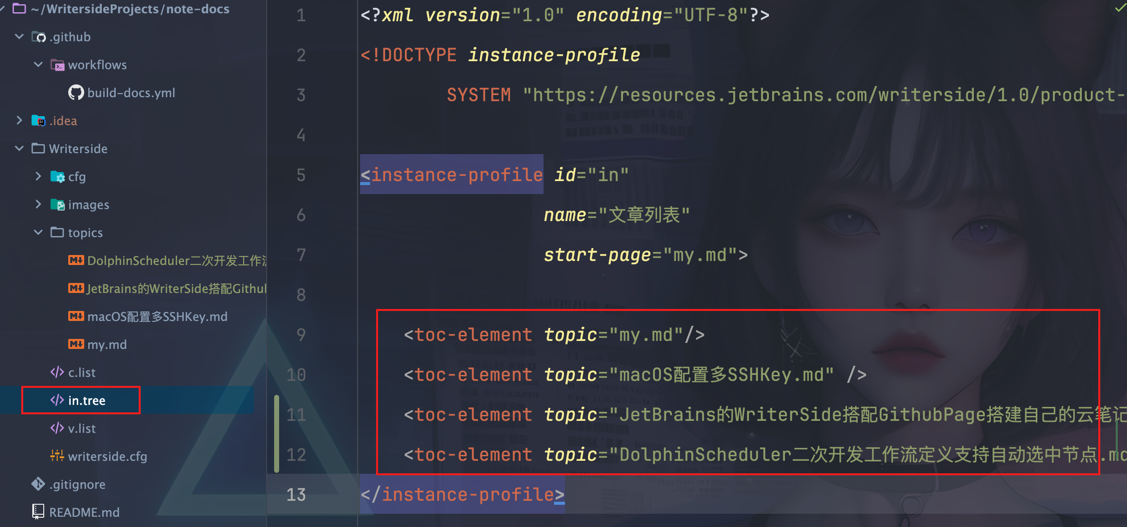 ~/WritersideProjects/note-docs
.github
workflows
build-docs.yml
.idea
Writerside
cfg
images
topics
DolphinScheduler二次开发工作流
JetBrains的WriterSide搭配Githu
macOS配置多SSHKey.md
my.md
c.list
in.tree
v.list
writerside.cfg
.gitignore
README.md
1 <?xml version="1.0" encoding="UTF-8"?>
2 <!DOCTYPE instance-profile
3 SYSTEM "https://resources.jetbrains.com/writerside/1.0/product-
4
5 <instance-profile id="in"
6 name="文章列表"
7 start-page="my.md">
8
9 <toc-element topic="my.md"/>
10 <toc-element topic="macOS配置多SSHKey.md" />
11 <toc-element topic="JetBrains的WriterSide搭配GithubPage搭建自己的云笔记
12 <toc-element topic="DolphinScheduler二次开发工作流定义支持自动选中节点.md
13 </instance-profile>